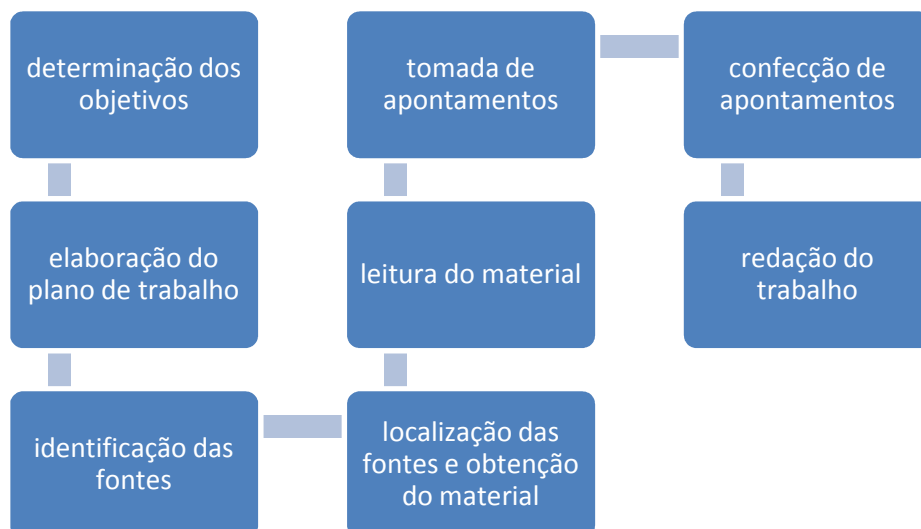 determinação dos
objetivos
elaboração do
plano de trabalho
identificação das
fontes
localização das
fontes e obtenção
do material
leitura do material
tomada de
apontamentos
confecção de
apontamentos
redação do
trabalho